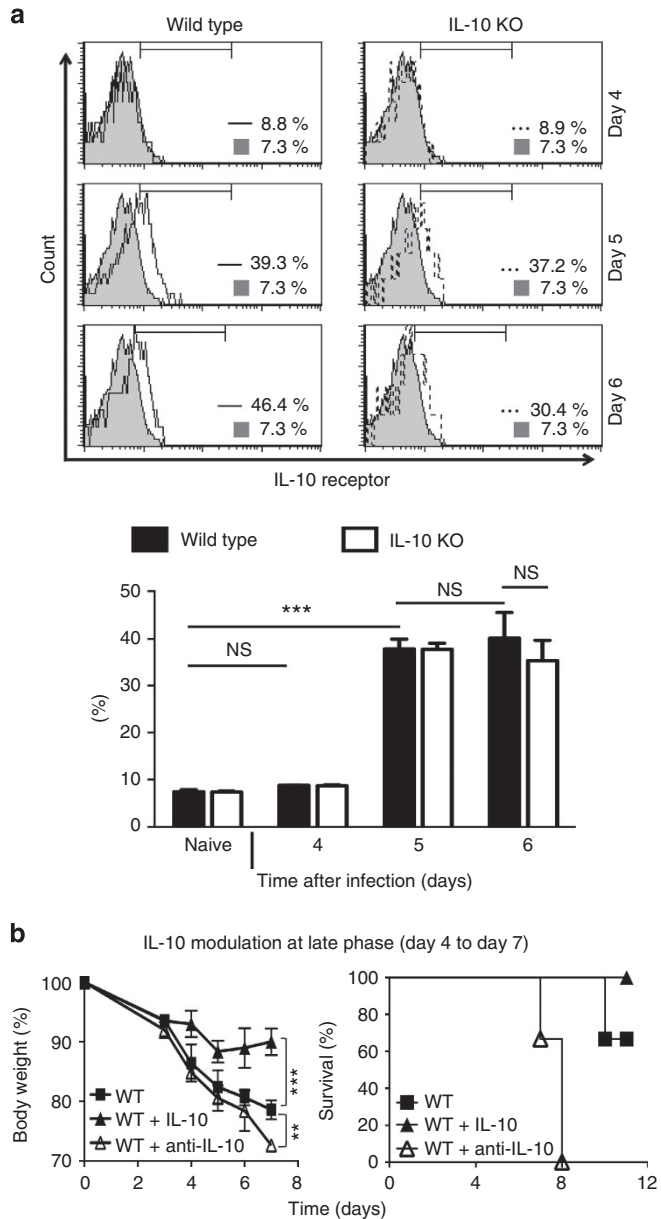 a
Wild type
IL-10 KO
8.8 %
7.3 %
8.9 %
7.3 %
Day 4
39.3 %
7.3 %
37.2 %
7.3 %
Day 5
46.4 %
7.3 %
30.4 %
7.3 %
Day 6
Count
IL-10 receptor
Wild type
IL-10 KO
50
40
30
20
10
0
(%)
NS
***
NS
NS
Naive
4
5
6
Time after infection (days)
b
IL-10 modulation at late phase (day 4 to day 7)
100
90
80
70
Body weight (%)
WT
WT + IL-10
WT + anti-IL-10
***
**
0 2 4 6 8
100
80
60
40
20
0
Survival (%)
WT
WT + IL-10
WT + anti-IL-10
0 4 8 12
Time (days)